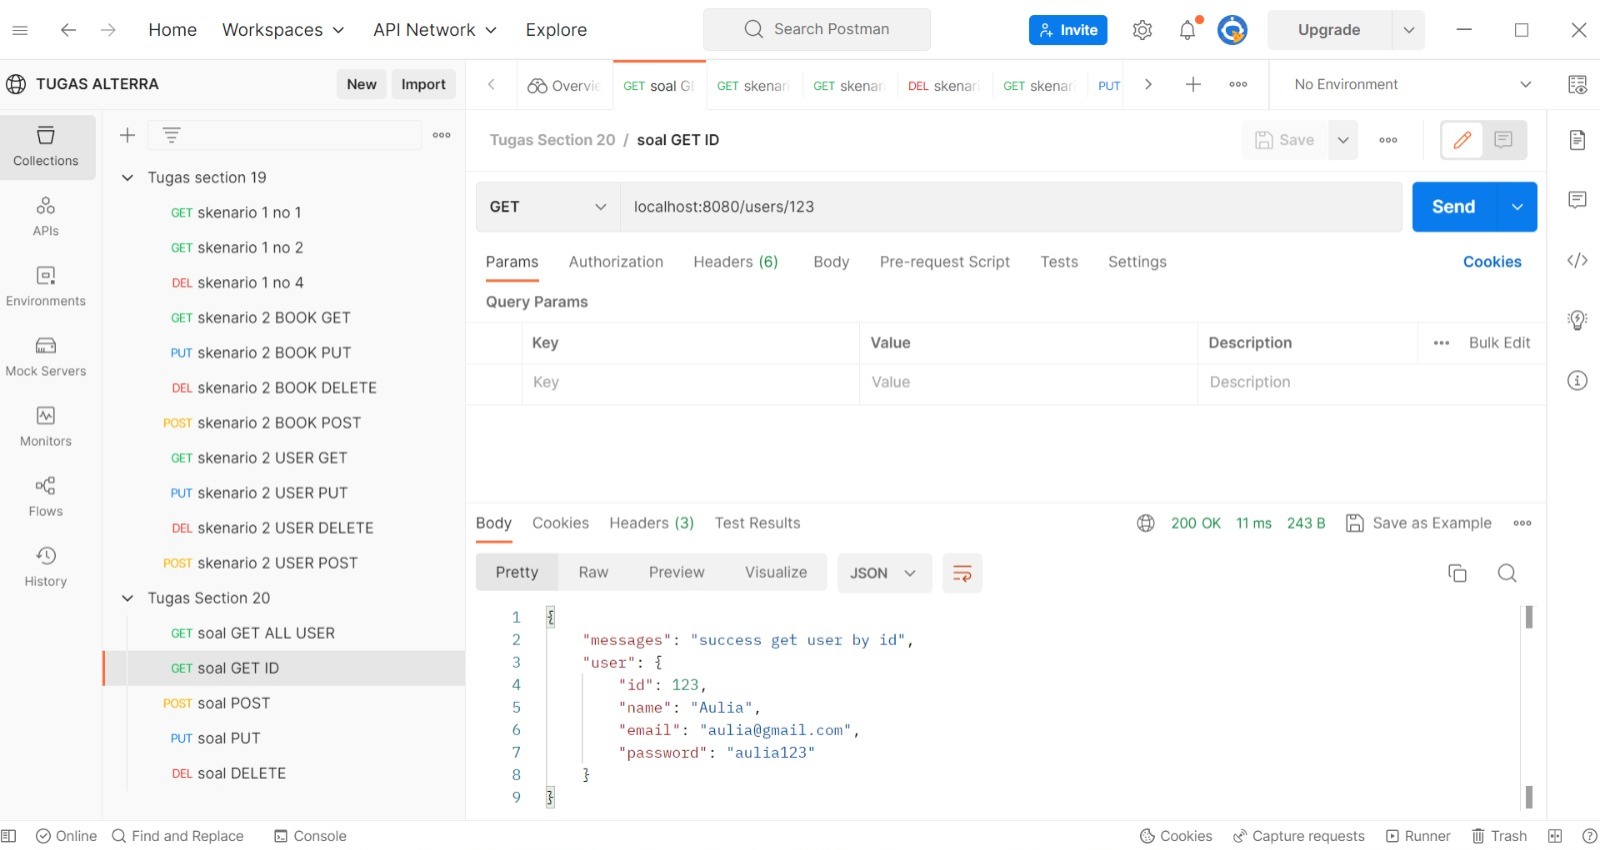 Home Workspaces API Network Explore Search Postman Invite Upgrade
TUGAS ALTERRA New Import Overvie GET soal GE GET skenar GET skenar DEL skenar GET skenar PUT No Environment
Collections
APIs
Environments
Mock Servers
Monitors
Flows
History
Tugas section 19
GET skenario 1 no 1
GET skenario 1 no 2
DEL skenario 1 no 4
GET skenario 2 BOOK GET
PUT skenario 2 BOOK PUT
DEL skenario 2 BOOK DELETE
POST skenario 2 BOOK POST
GET skenario 2 USER GET
PUT skenario 2 USER PUT
DEL skenario 2 USER DELETE
POST skenario 2 USER POST
Tugas Section 20
GET soal GET ALL USER
GET soal GET ID
POST soal POST
PUT soal PUT
DEL soal DELETE
Tugas Section 20 / soal GET ID Save
GET localhost:8080/users/123 Send
Params Authorization Headers (6) Body Pre-request Script Tests Settings Cookies
Query Params
Key Value Description Bulk Edit
Key Value Description
Body Cookies Headers (3) Test Results 200 OK 11 ms 243 B Save as Example
Pretty Raw Preview Visualize JSON
1 {
2 "messages": "success get user by id",
3 "user": {
4 "id": 123,
5 "name": "Aulia",
6 "email": "aulia@gmail.com",
7 "password": "aulia123"
8 }
9 }
Online Find and Replace Console Cookies Capture requests Runner Trash